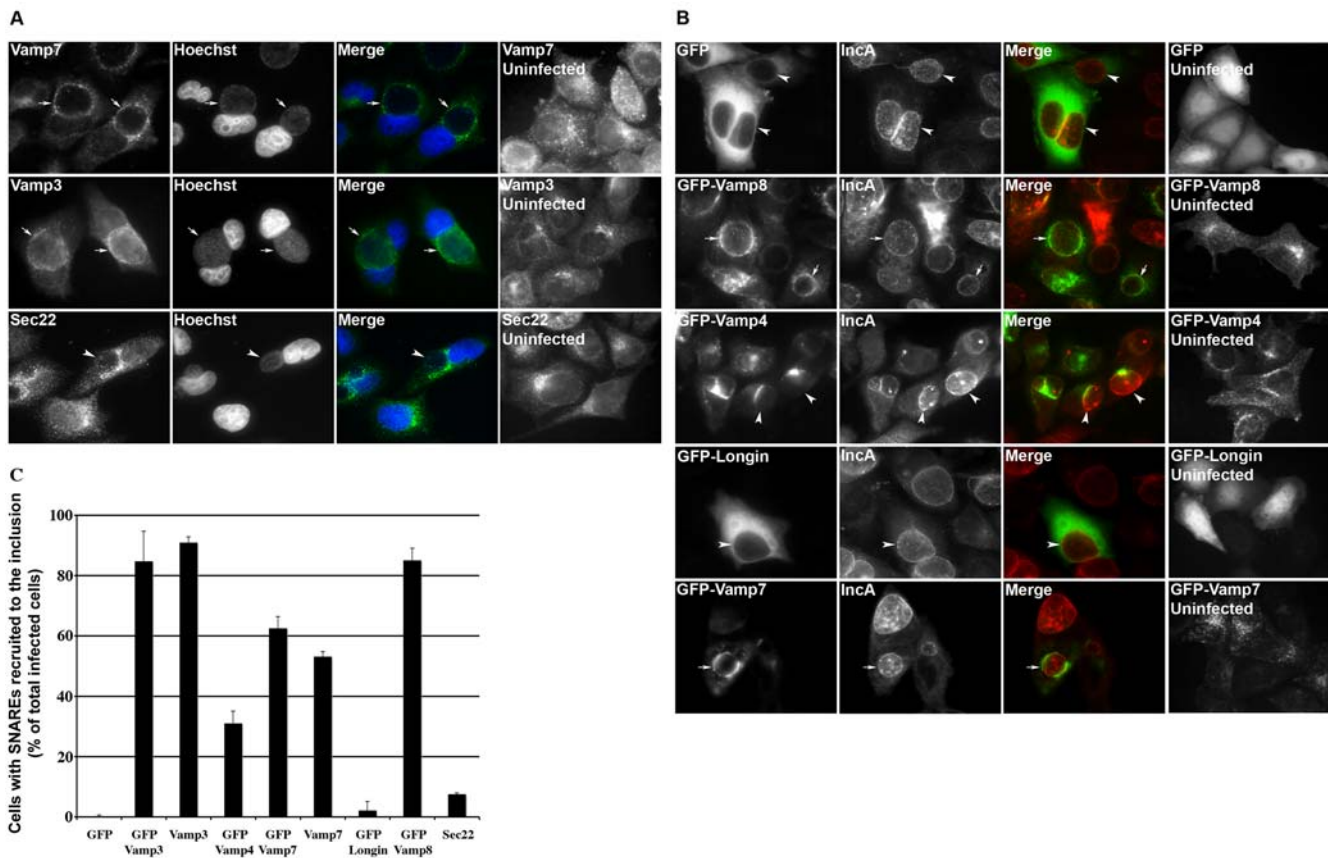 A
Vamp7
Hoechst
Merge
Vamp7
Uninfected
Vamp3
Hoechst
Merge
Vamp3
Uninfected
Sec22
Hoechst
Merge
Sec22
Uninfected
B
GFP
IncA
Merge
GFP
Uninfected
GFP-Vamp8
IncA
Merge
GFP-Vamp8
Uninfected
GFP-Vamp4
IncA
Merge
GFP-Vamp4
Uninfected
GFP-Longin
IncA
Merge
GFP-Longin
Uninfected
GFP-Vamp7
IncA
Merge
GFP-Vamp7
Uninfected
C
Cells with SNAREs recruited to the inclusion
(% of total infected cells)
100
80
60
40
20
0
GFP
GFP
Vamp3
Vamp3
GFP
Vamp4
GFP
Vamp7
Vamp7
GFP
Longin
GFP
Vamp8
Sec22